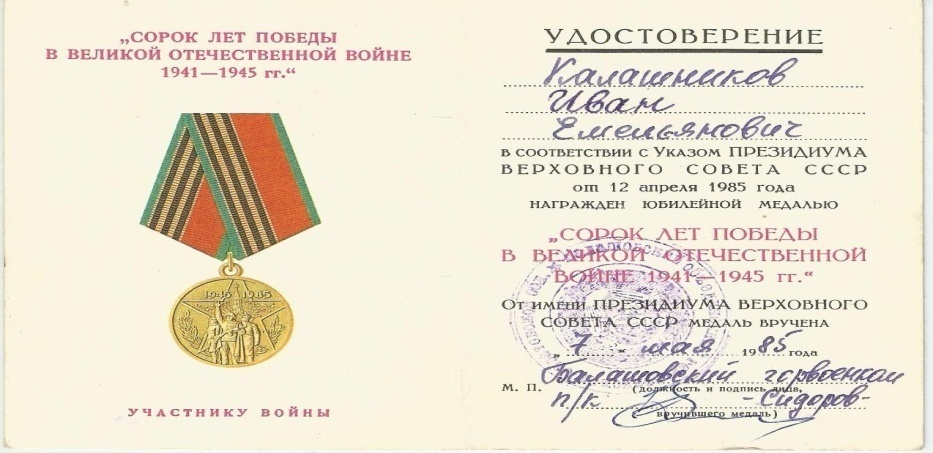 „СОРОК ЛЕТ ПОБЕДЫ
В ВЕЛИКОЙ ОТЕЧЕСТВЕННОЙ ВОЙНЕ
1941—1945 гг.“
1945 1985
УЧАСТНИКУ ВОЙНЫ
УДОСТОВЕРЕНИЕ
Калашников
Иван
Емельянович
В СООТВЕТСТВИИ С УКАЗОМ ПРЕЗИДИУМА
ВЕРХОВНОГО СОВЕТА СССР
от 12 апреля 1985 года
НАГРАЖДЕН ЮБИЛЕЙНОЙ МЕДАЛЬЮ
„СОРОК ЛЕТ ПОБЕДЫ
В ВЕЛИКОЙ ОТЕЧЕСТВЕННОЙ
ВОЙНЕ 1941—1945 гг.“
От имени ПРЕЗИДИУМА ВЕРХОВНОГО
СОВЕТА СССР МЕДАЛЬ ВРУЧЕНА
„7“ мая 1985 года
Балашовский горвоенком
М. П. (должность и подпись лица,
п/к -Сидоров-
вручившего медаль)